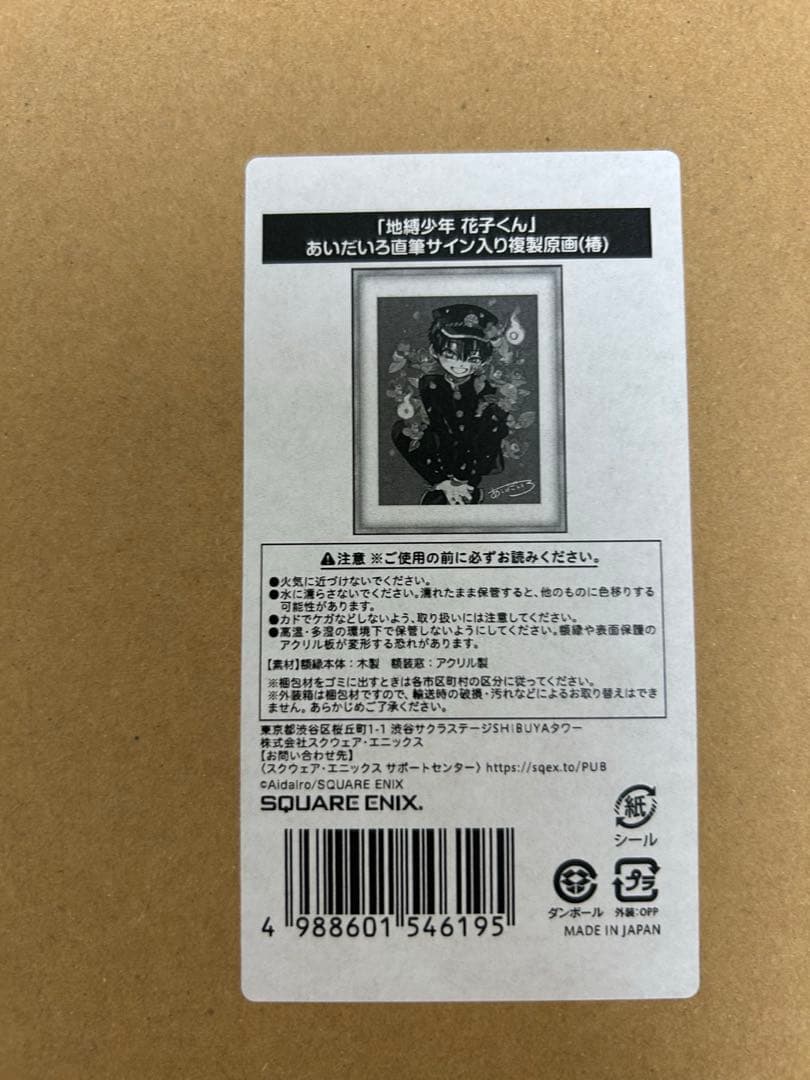 「地縛少年 花子くん」
あいだいろ直筆サイン入り複製原画(椿)
あいだいろ
⚠注意 ※ご使用の前に必ずお読みください。
●火気に近づけないでください。
●水に濡らさないでください。濡れたまま保管すると、他のものに色移りする
可能性があります。
●カドでケガなどしないよう、取り扱いには注意してください。
●高温・多湿の環境下で保管しないようにしてください。額縁や表面保護の
アクリル板が変形する恐れがあります。
【素材】額縁本体：木製 額装窓：アクリル製
※梱包材をゴミに出すときは各市区町村の区分に従ってください。
※外装箱は梱包材ですので、輸送時の破損・汚れなどによるお取り替えはでき
ません。あらかじめご了承ください。
東京都渋谷区桜丘町1-1 渋谷サクラステージSHIBUYAタワー
株式会社スクウェア・エニックス
【お問い合わせ先】
〈スクウェア・エニックス サポートセンター〉https://sqex.to/PUB
©AidaIro/SQUARE ENIX
SQUARE ENIX®
紙
シール
プラ
ダンボール 外装:OPP
MADE IN JAPAN
4 988601 546195